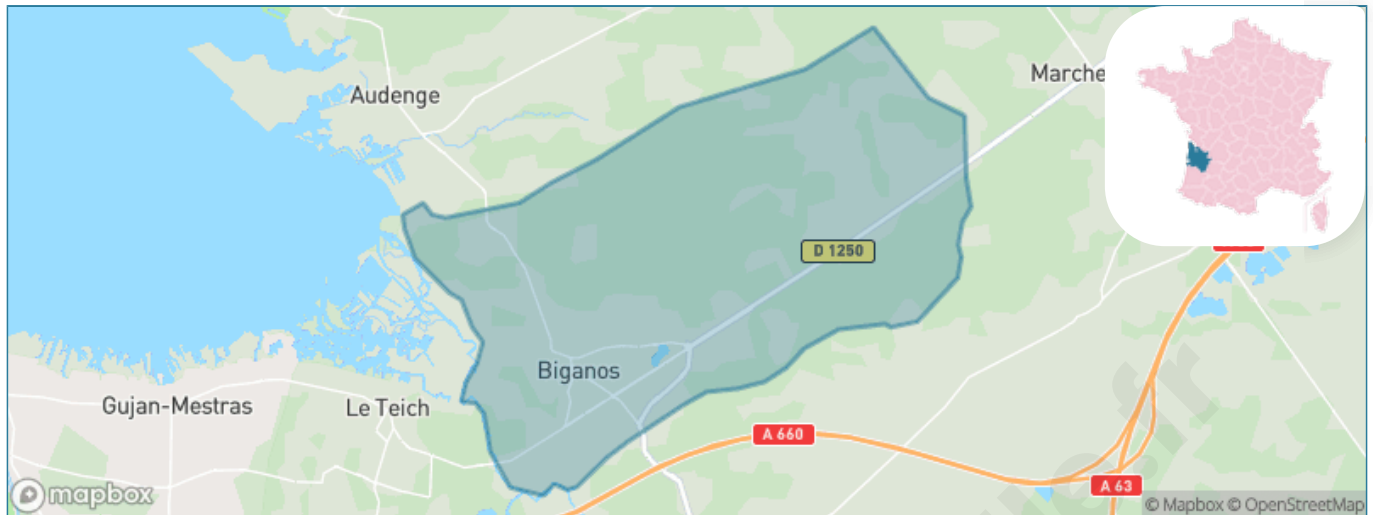 Marche
Audenge
D 1250
Biganos
Gujan-Mestras
Le Teich
A 660
A 63
mapbox
© Mapbox © OpenStreetMap